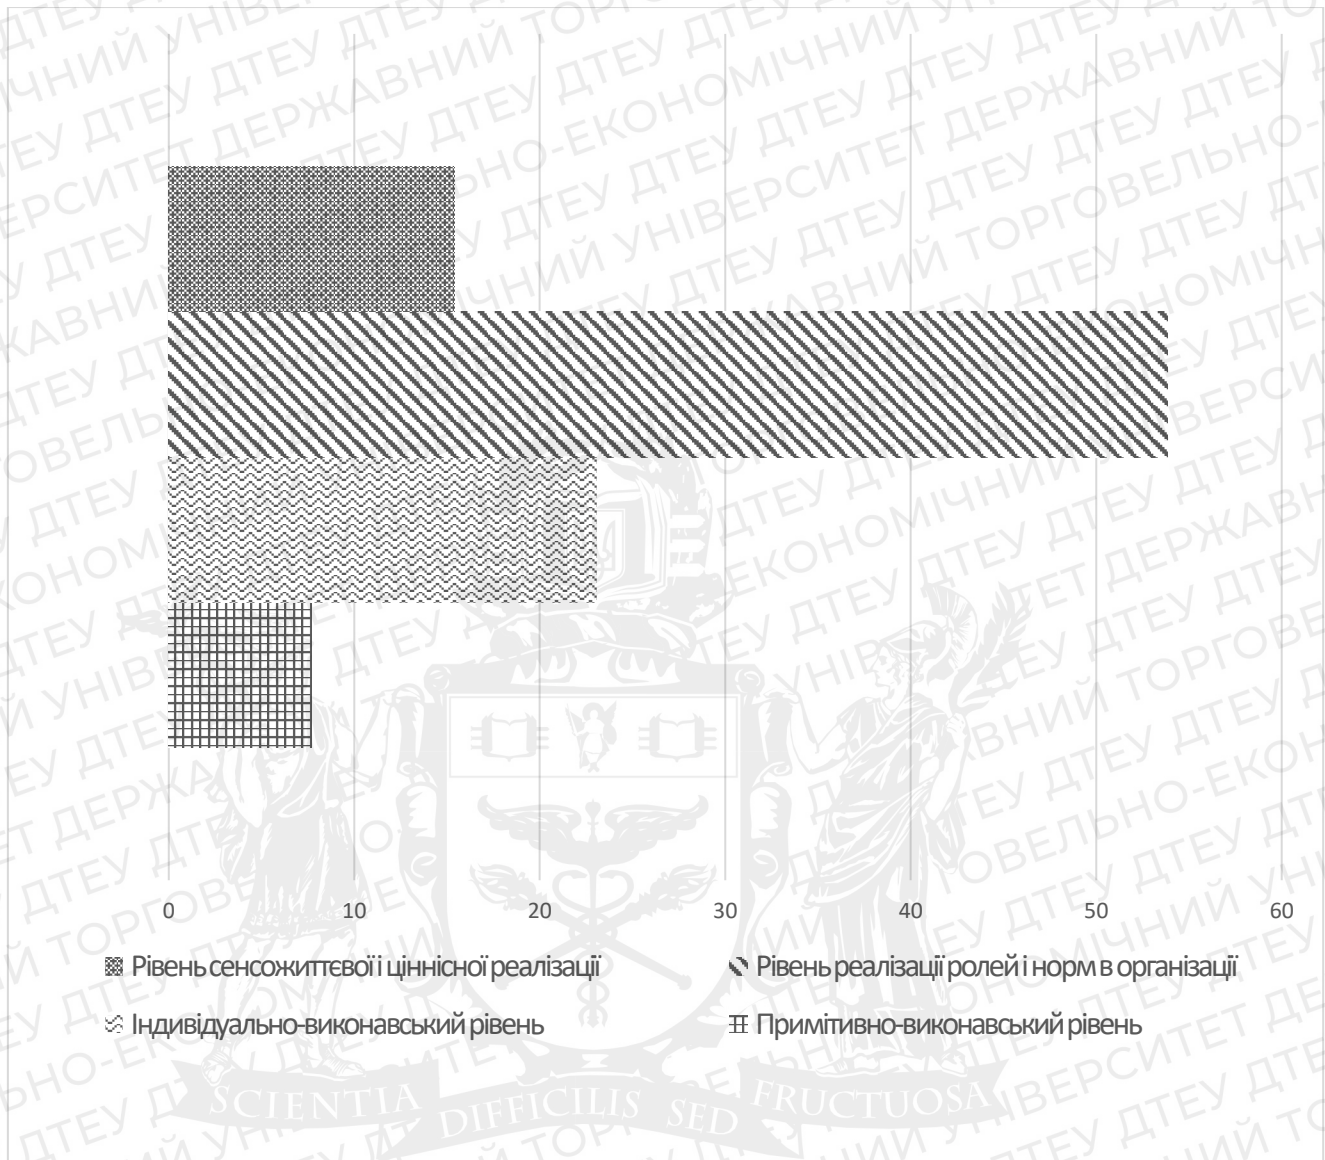 0 10 20 30 40 50 60
Рівень сенсожиттєвої і ціннісної реалізації
Рівень реалізації ролей і норм в організації
Індивідуально-виконавський рівень
Примітивно-виконавський рівень
SCIENTIA DIFFICILIS SED FRUCTUOSA